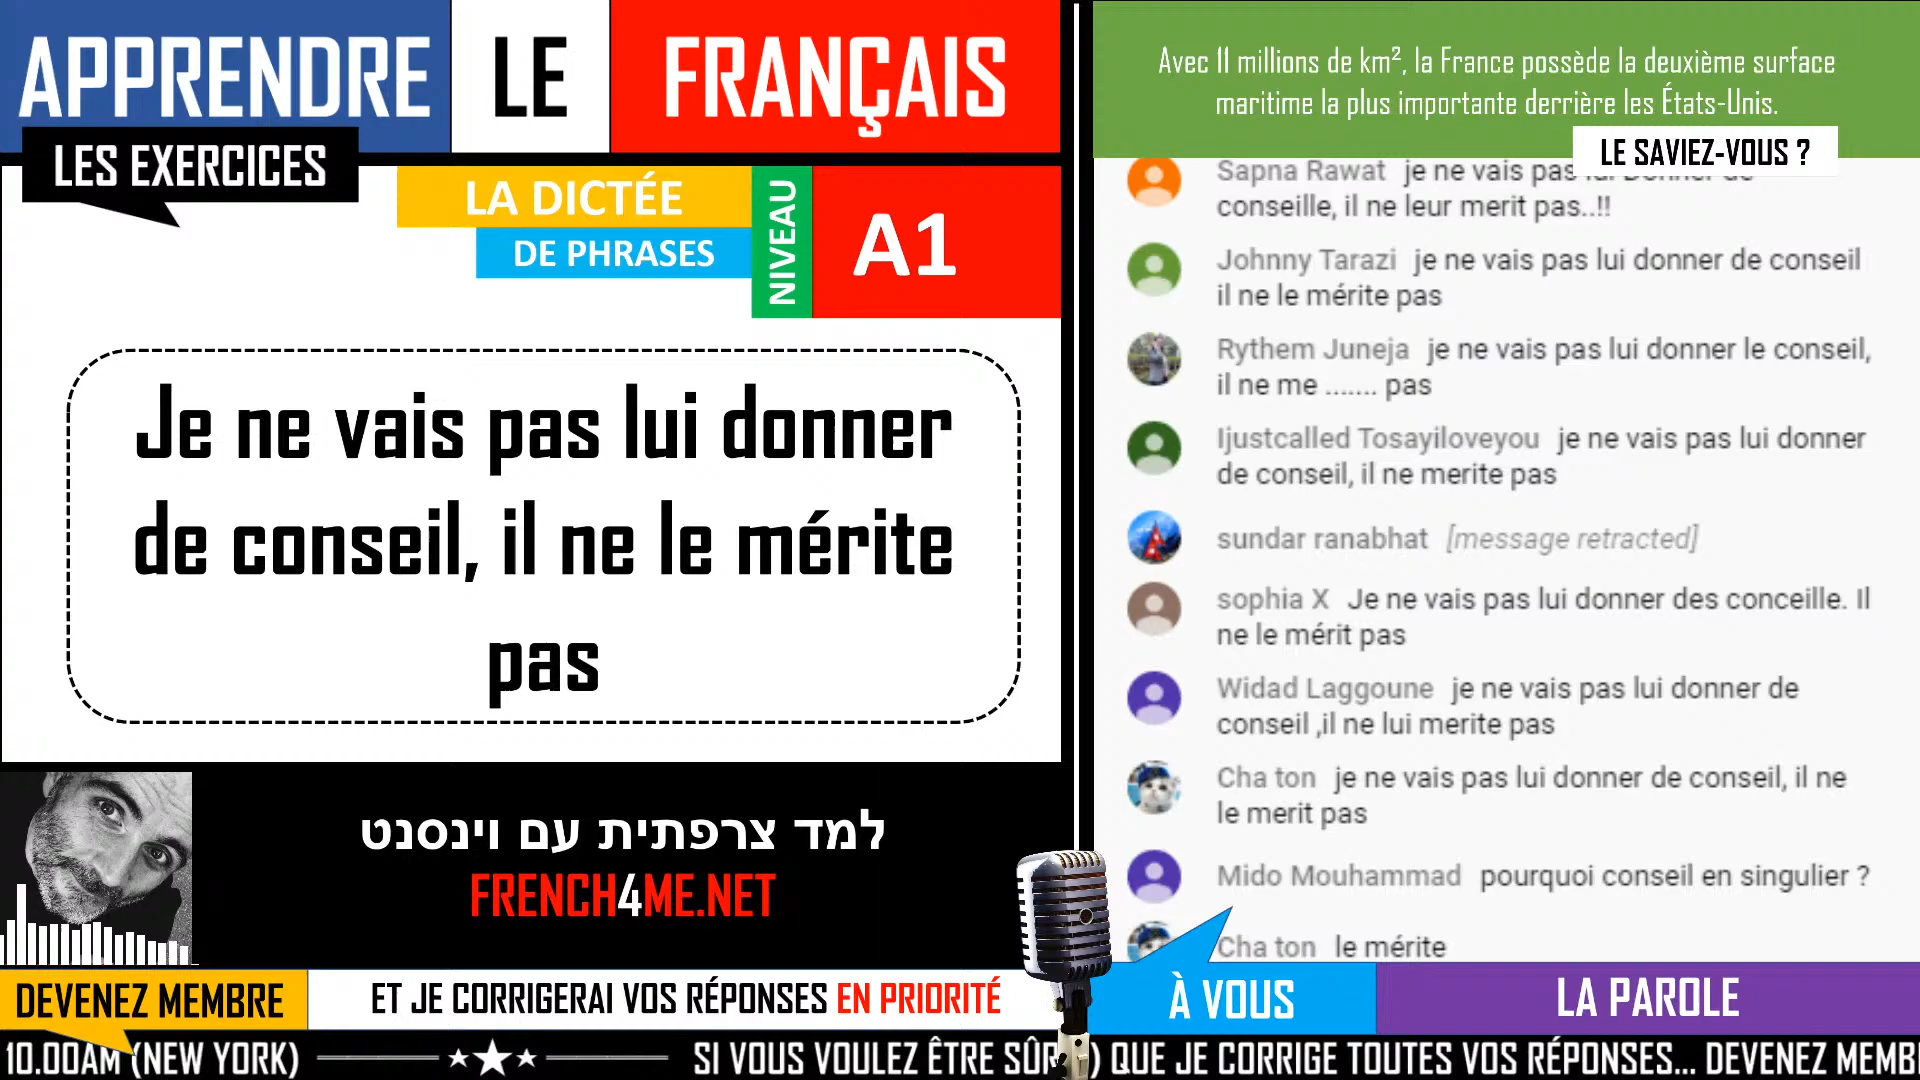 APPRENDRE LE FRANÇAIS
LES EXERCICES
LA DICTÉE
DE PHRASES
NIVEAU
A1
Je ne vais pas lui donner
de conseil, il ne le mérite
pas
למד צרפתית עם וינסנט
FRENCH4ME.NET
DEVENEZ MEMBRE
ET JE CORRIGERAI VOS RÉPONSES EN PRIORITÉ
Avec 11 millions de km², la France possède la deuxième surface
maritime la plus importante derrière les États-Unis.
LE SAVIEZ-VOUS ?
Sapna Rawat je ne vais pas
conseille, il ne leur merit pas..!!
Johnny Tarazi je ne vais pas lui donner de conseil
il ne le mérite pas
Rythem Juneja je ne vais pas lui donner le conseil,
il ne me ....... pas
Ijustcalled Tosayiloveyou je ne vais pas lui donner
de conseil, il ne merite pas
sundar ranabhat [message retracted]
sophia X Je ne vais pas lui donner des conceille. Il
ne le mérit pas
Widad Laggoune je ne vais pas lui donner de
conseil ,il ne lui merite pas
Cha ton je ne vais pas lui donner de conseil, il ne
le merit pas
Mido Mouhammad pourquoi conseil en singulier ?
Cha ton le mérite
À VOUS
LA PAROLE
10.00AM (NEW YORK) SI VOUS VOULEZ ÊTRE SÛR ) QUE JE CORRIGE TOUTES VOS RÉPONSES... DEVENEZ MEMB